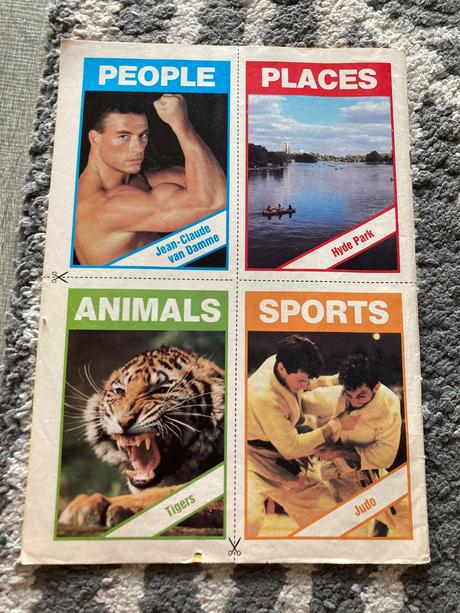 PEOPLE
Jean-Claude
van Damme
PLACES
Hyde Park
ANIMALS
Tigers
SPORTS
Judo